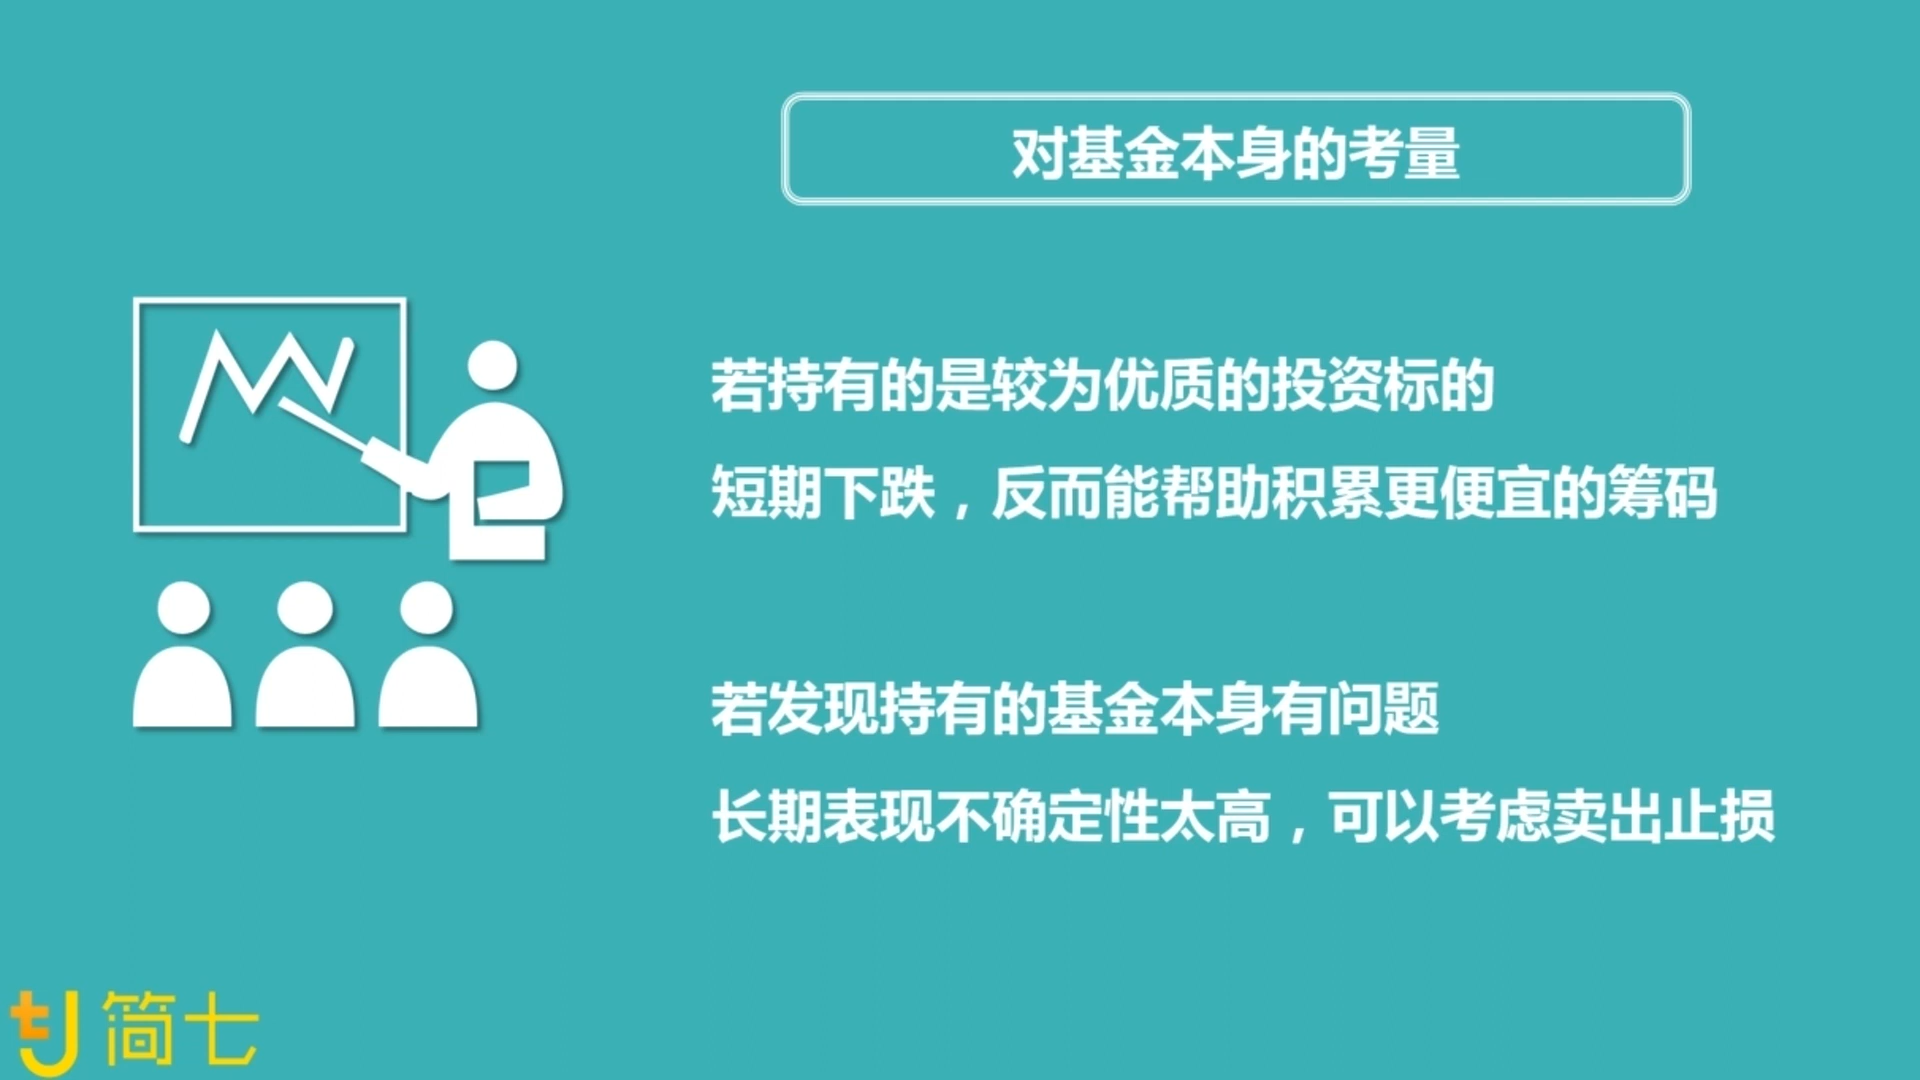 对基金本身的考量
若持有的是较为优质的投资标的
短期下跌，反而能帮助积累更便宜的筹码
若发现持有的基金本身有问题
长期表现不确定性太高，可以考虑卖出止损
简七